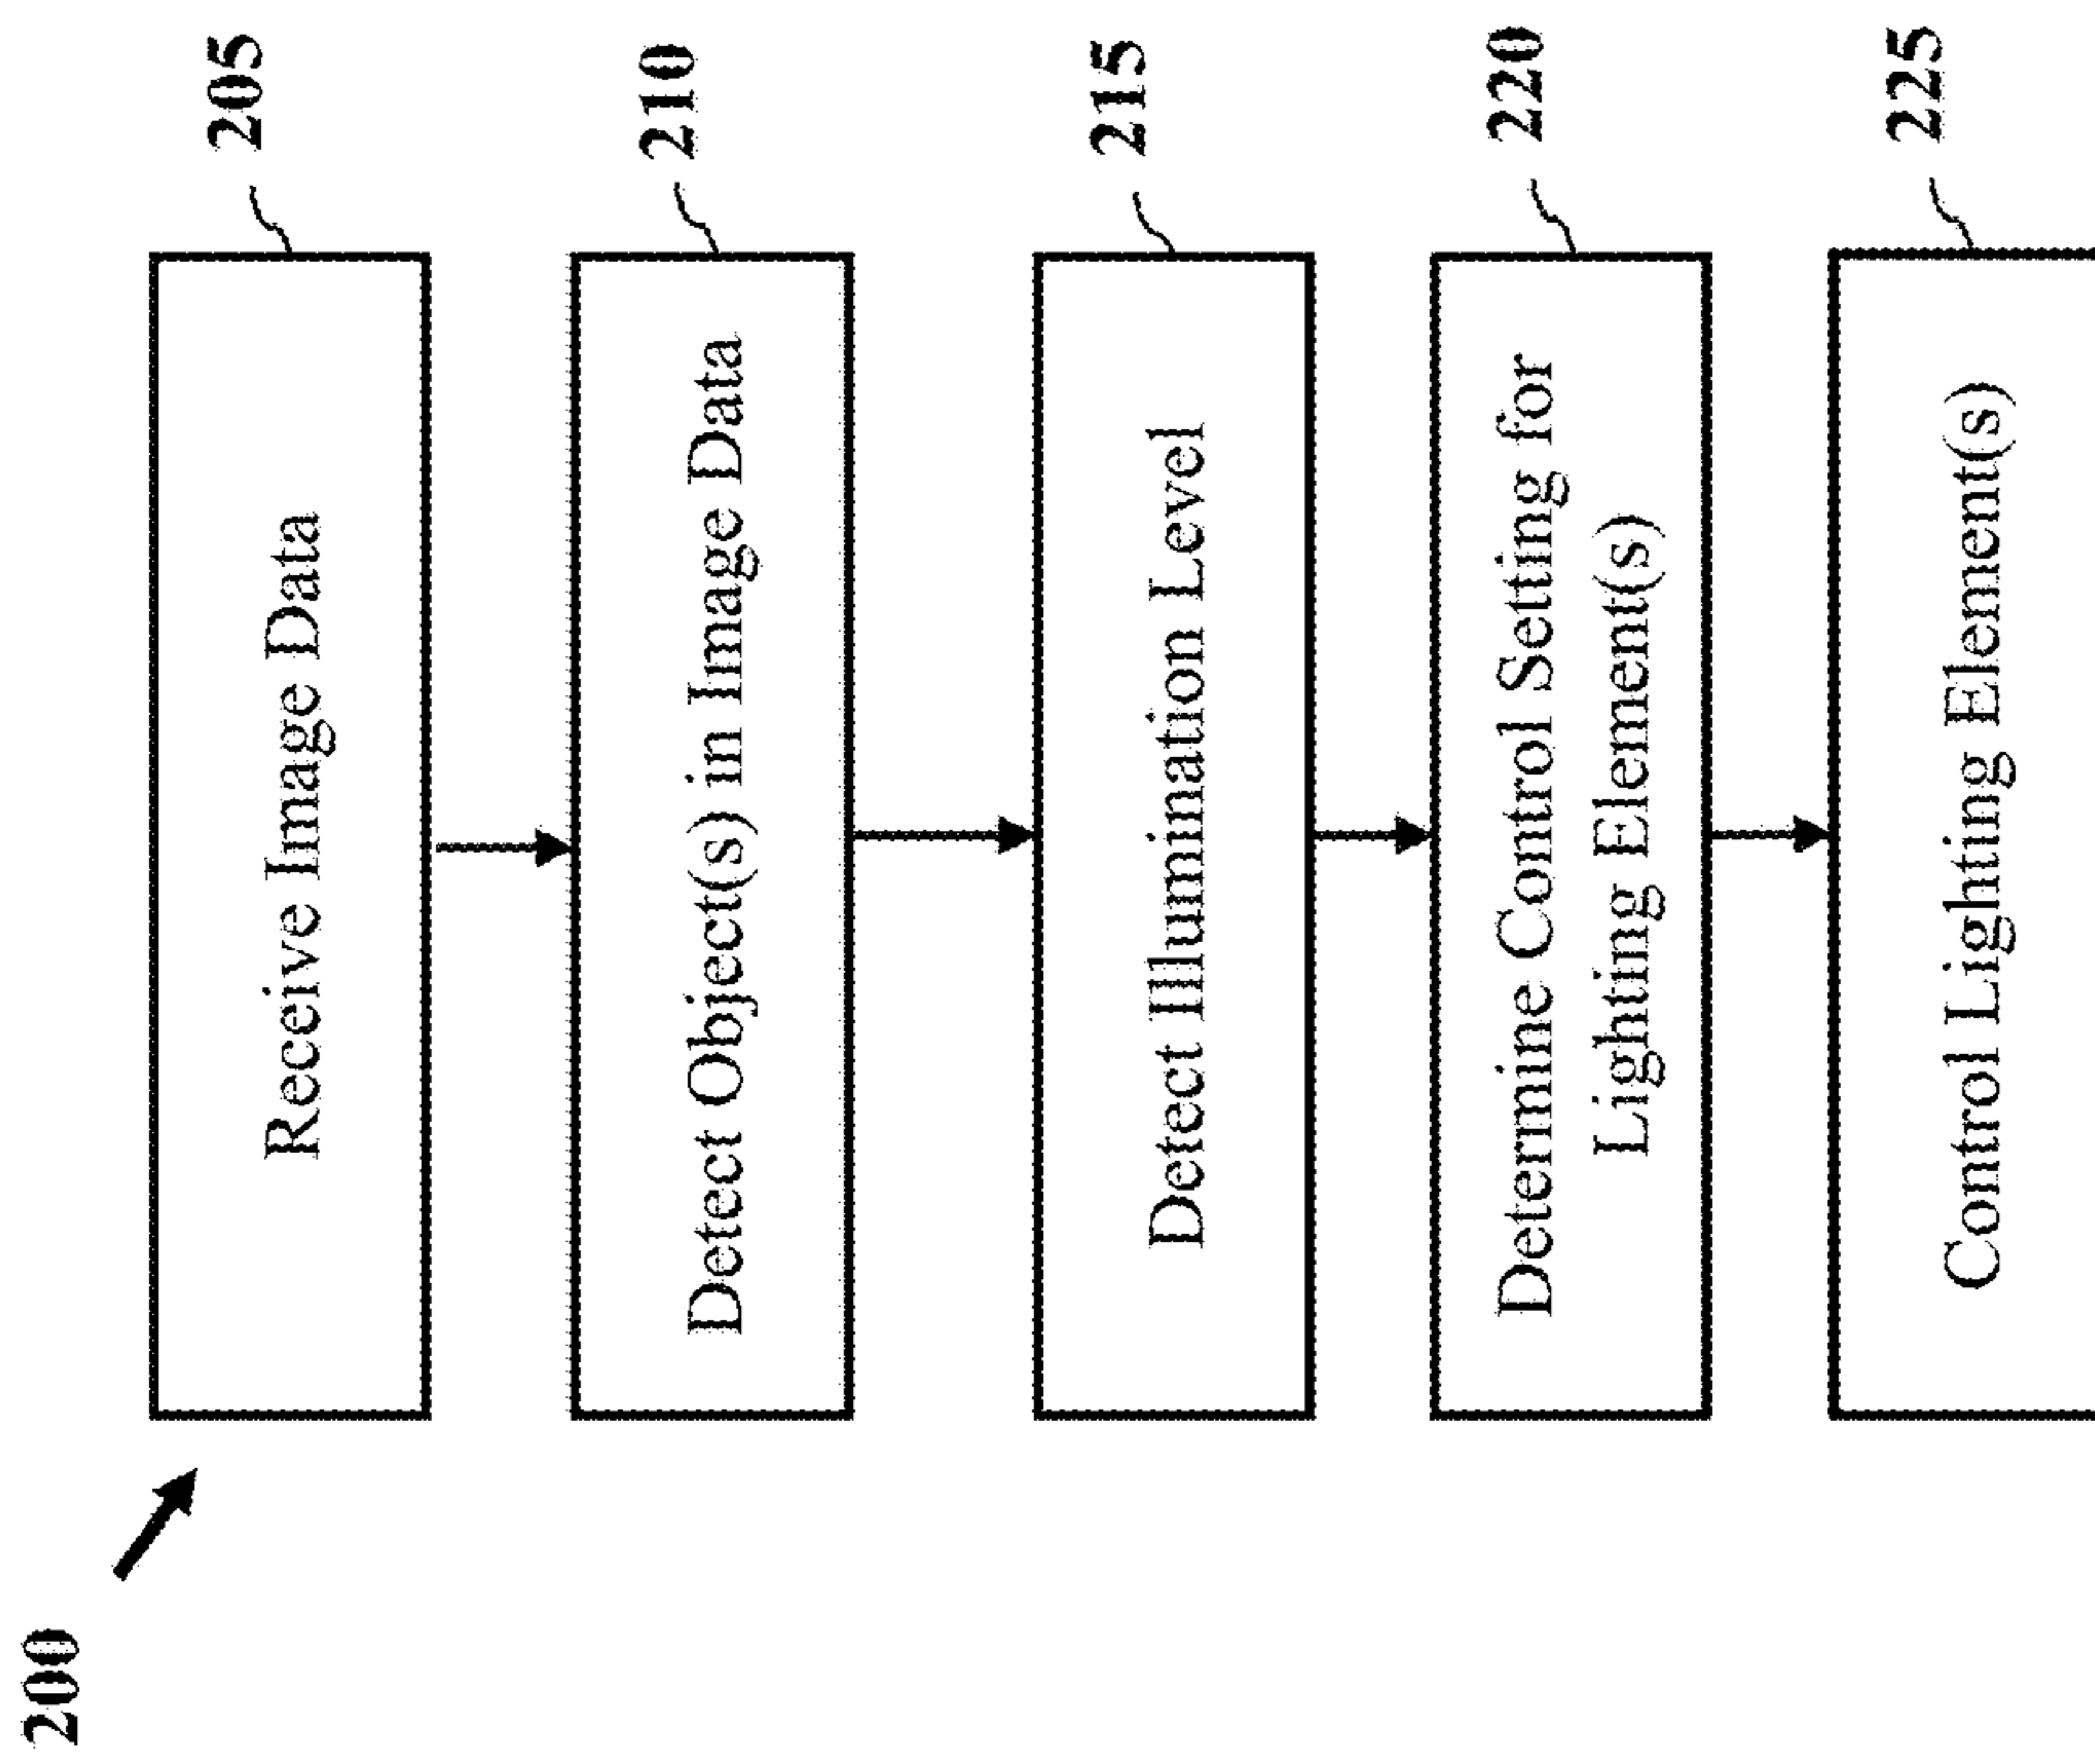 200
205
Receive Image Data
210
Detect Object(s) in Image Data
215
Detect Illumination Level
220
Determine Control Setting for
Lighting Element(s)
225
Control Lighting Element(s)